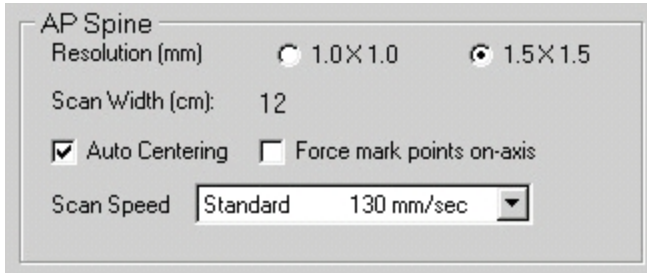 AP Spine
Resolution (mm) 1.0X1.0 1.5X1.5
Scan Width (cm): 12
Auto Centering Force mark points on-axis
Scan Speed Standard 130 mm/sec